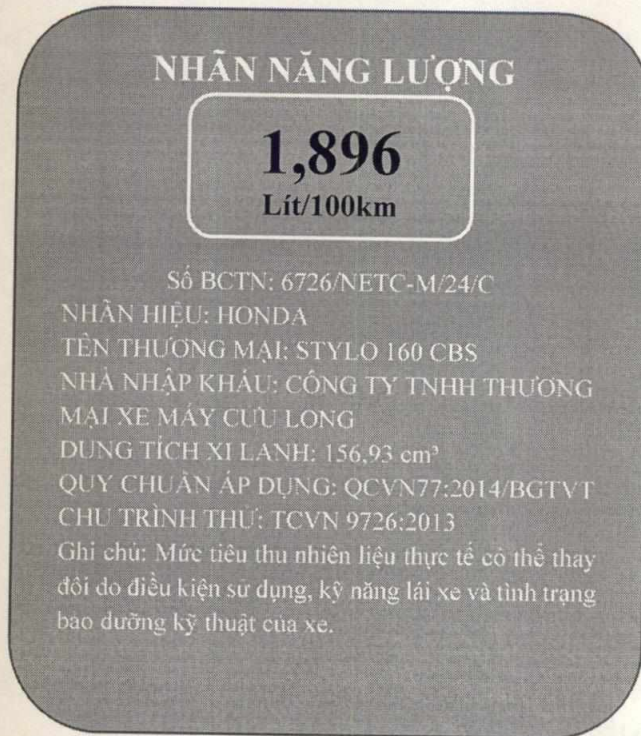 NHÃN NĂNG LƯỢNG
1,896
Lít/100km
Số BCTN: 6726/NETC-M/24/C
NHÃN HIỆU: HONDA
TÊN THƯƠNG MẠI: STYLO 160 CBS
NHÀ NHẬP KHẨU: CÔNG TY TNHH THƯƠNG
MẠI XE MÁY CỬU LONG
DUNG TÍCH XI LANH: 156,93 cm³
QUY CHUẨN ÁP DỤNG: QCVN77:2014/BGTVT
CHU TRÌNH THỬ: TCVN 9726:2013
Ghi chú: Mức tiêu thụ nhiên liệu thực tế có thể thay
đổi do điều kiện sử dụng, kỹ năng lái xe và tình trạng
bảo dưỡng kỹ thuật của xe.